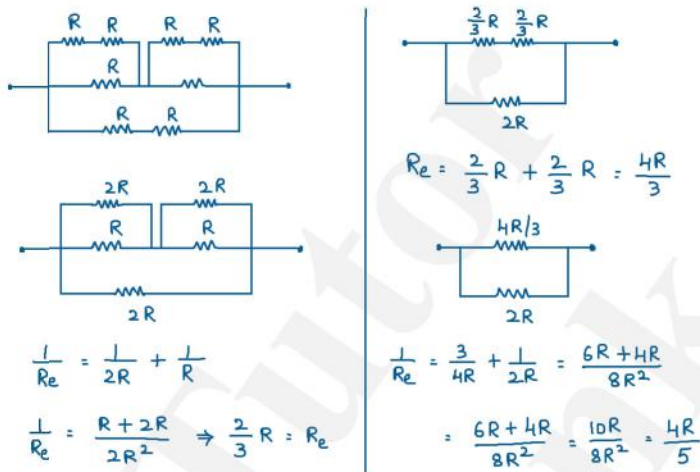 R R R R
R
R R
2R 2R
R R
2R
1/Re = 1/2R + 1/R
1/Re = R + 2R / 2R² ⇒ 2/3 R = Re
2/3 R 2/3 R
2R
Re = 2/3 R + 2/3 R = 4R/3
4R/3
2R
1/Re = 3/4R + 1/2R = 6R + 4R / 8R²
= 6R + 4R / 8R² = 10R / 8R² = 4R/5
Tutor